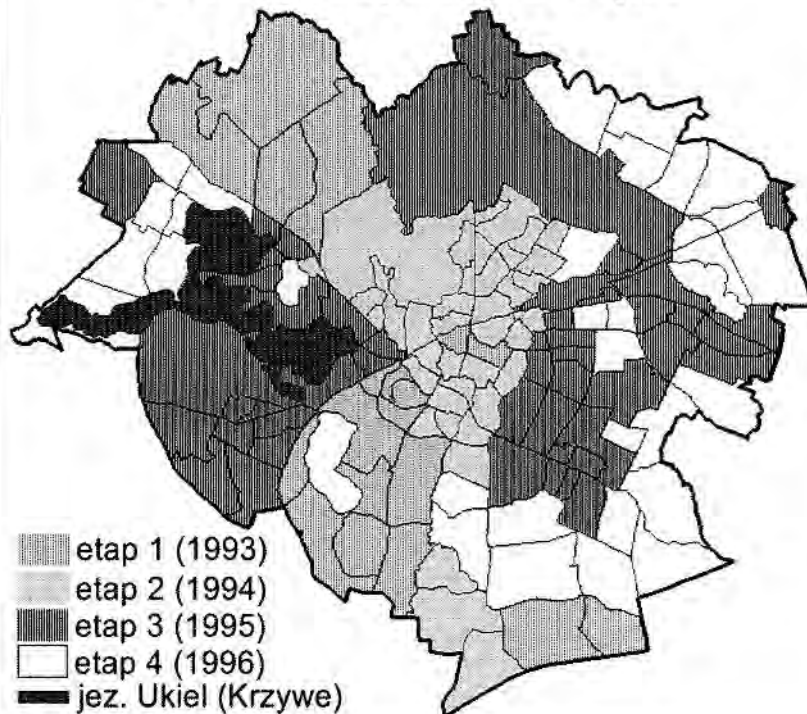 etap 1 (1993)
etap 2 (1994)
etap 3 (1995)
etap 4 (1996)
jez. Ukiel (Krzywe)